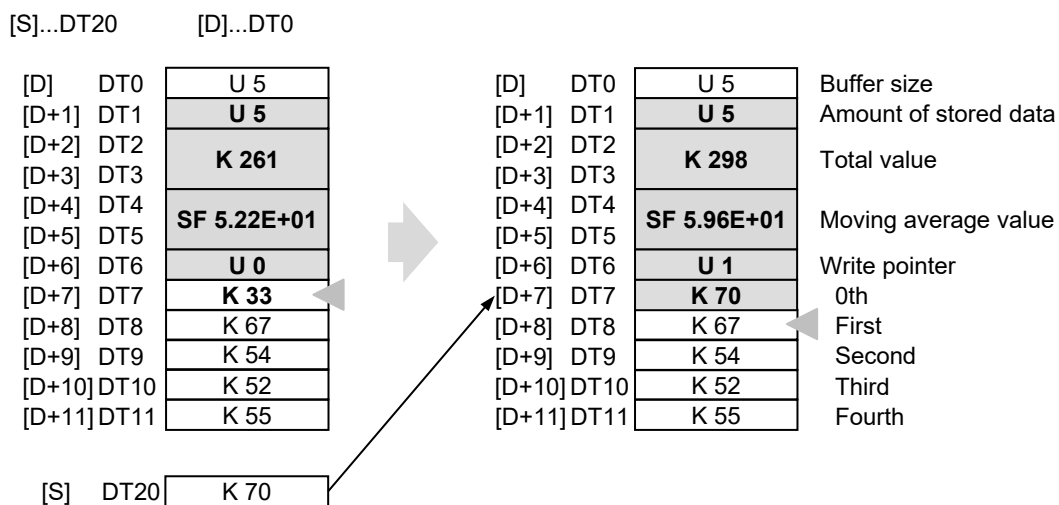 [S]...DT20 [D]...DT0
[D] DT0 U 5 [D] DT0 U 5 Buffer size
[D+1] DT1 U 5 [D+1] DT1 U 5 Amount of stored data
[D+2] DT2 K 261 [D+2] DT2 K 298 Total value
[D+3] DT3 [D+3] DT3
[D+4] DT4 SF 5.22E+01 [D+4] DT4 SF 5.96E+01 Moving average value
[D+5] DT5 [D+5] DT5
[D+6] DT6 U 0 [D+6] DT6 U 1 Write pointer
[D+7] DT7 K 33 [D+7] DT7 K 70 0th
[D+8] DT8 K 67 [D+8] DT8 K 67 First
[D+9] DT9 K 54 [D+9] DT9 K 54 Second
[D+10] DT10 K 52 [D+10] DT10 K 52 Third
[D+11] DT11 K 55 [D+11] DT11 K 55 Fourth
[S] DT20 K 70